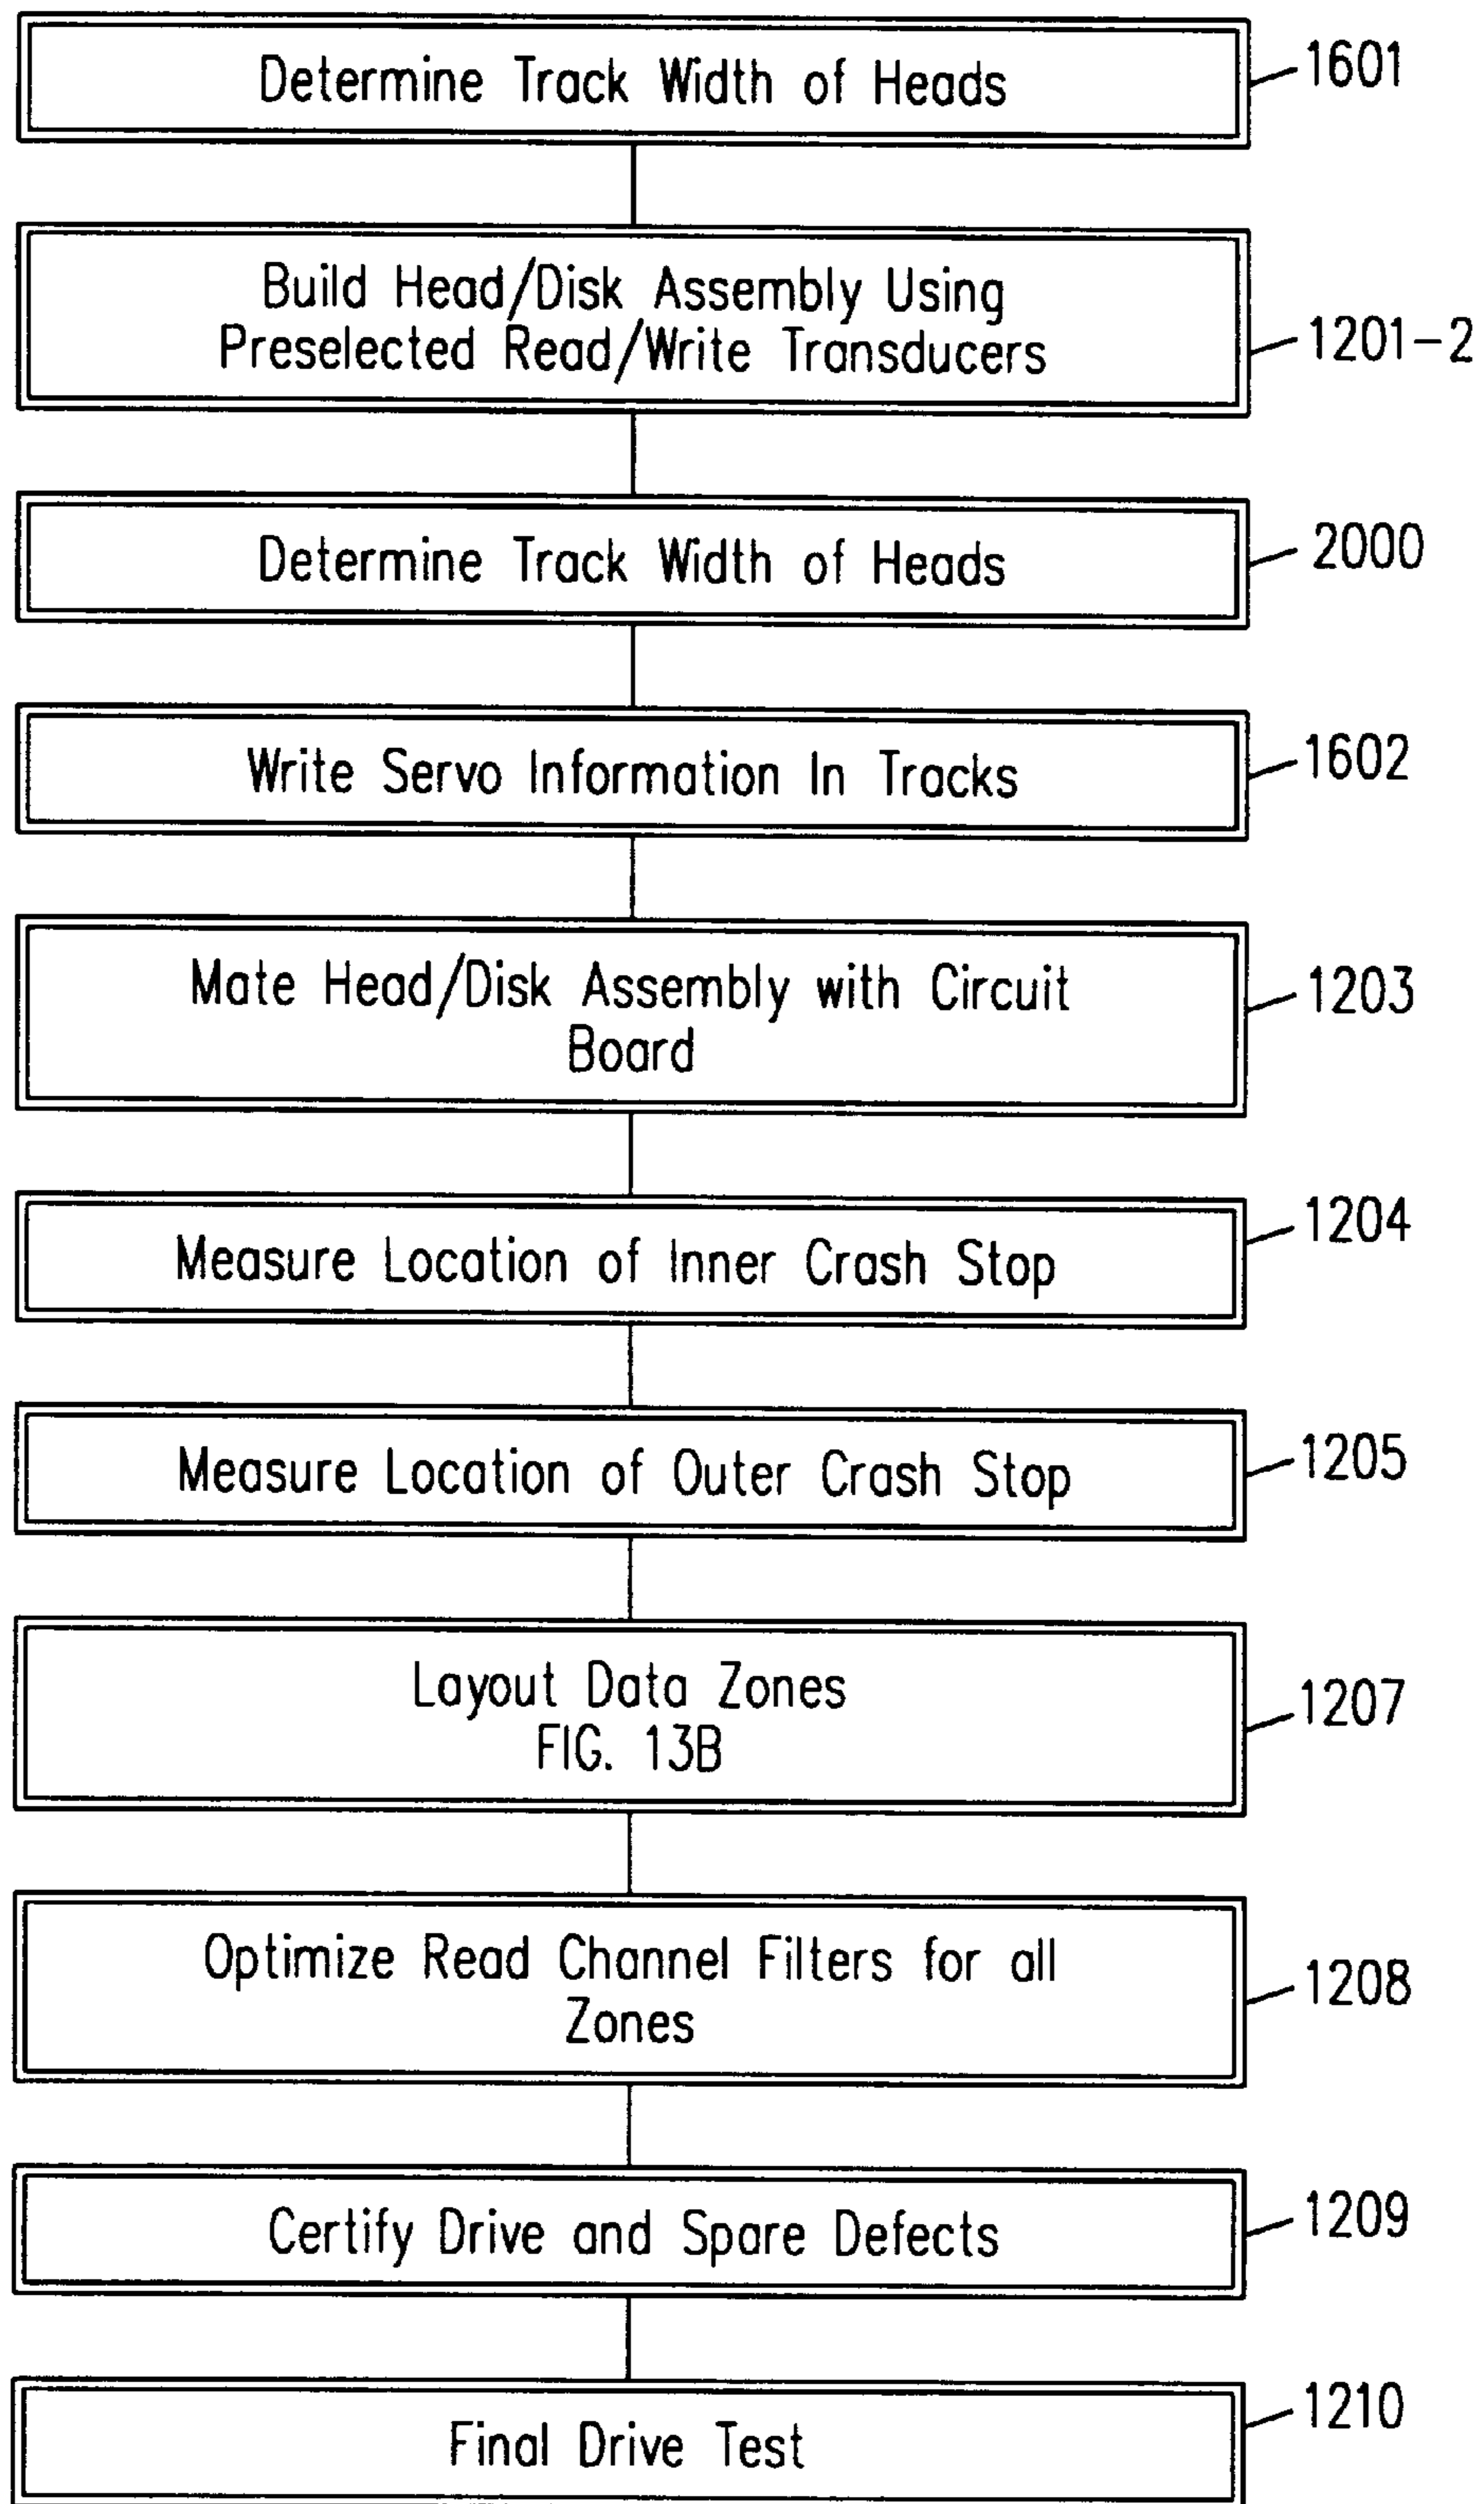 Determine Track Width of Heads
1601
Build Head/Disk Assembly Using
Preselected Read/Write Transducers
1201-2
Determine Track Width of Heads
2000
Write Servo Information In Tracks
1602
Mate Head/Disk Assembly with Circuit
Board
1203
Measure Location of Inner Crash Stop
1204
Measure Location of Outer Crash Stop
1205
Layout Data Zones
FIG. 13B
1207
Optimize Read Channel Filters for all
Zones
1208
Certify Drive and Spare Defects
1209
Final Drive Test
1210